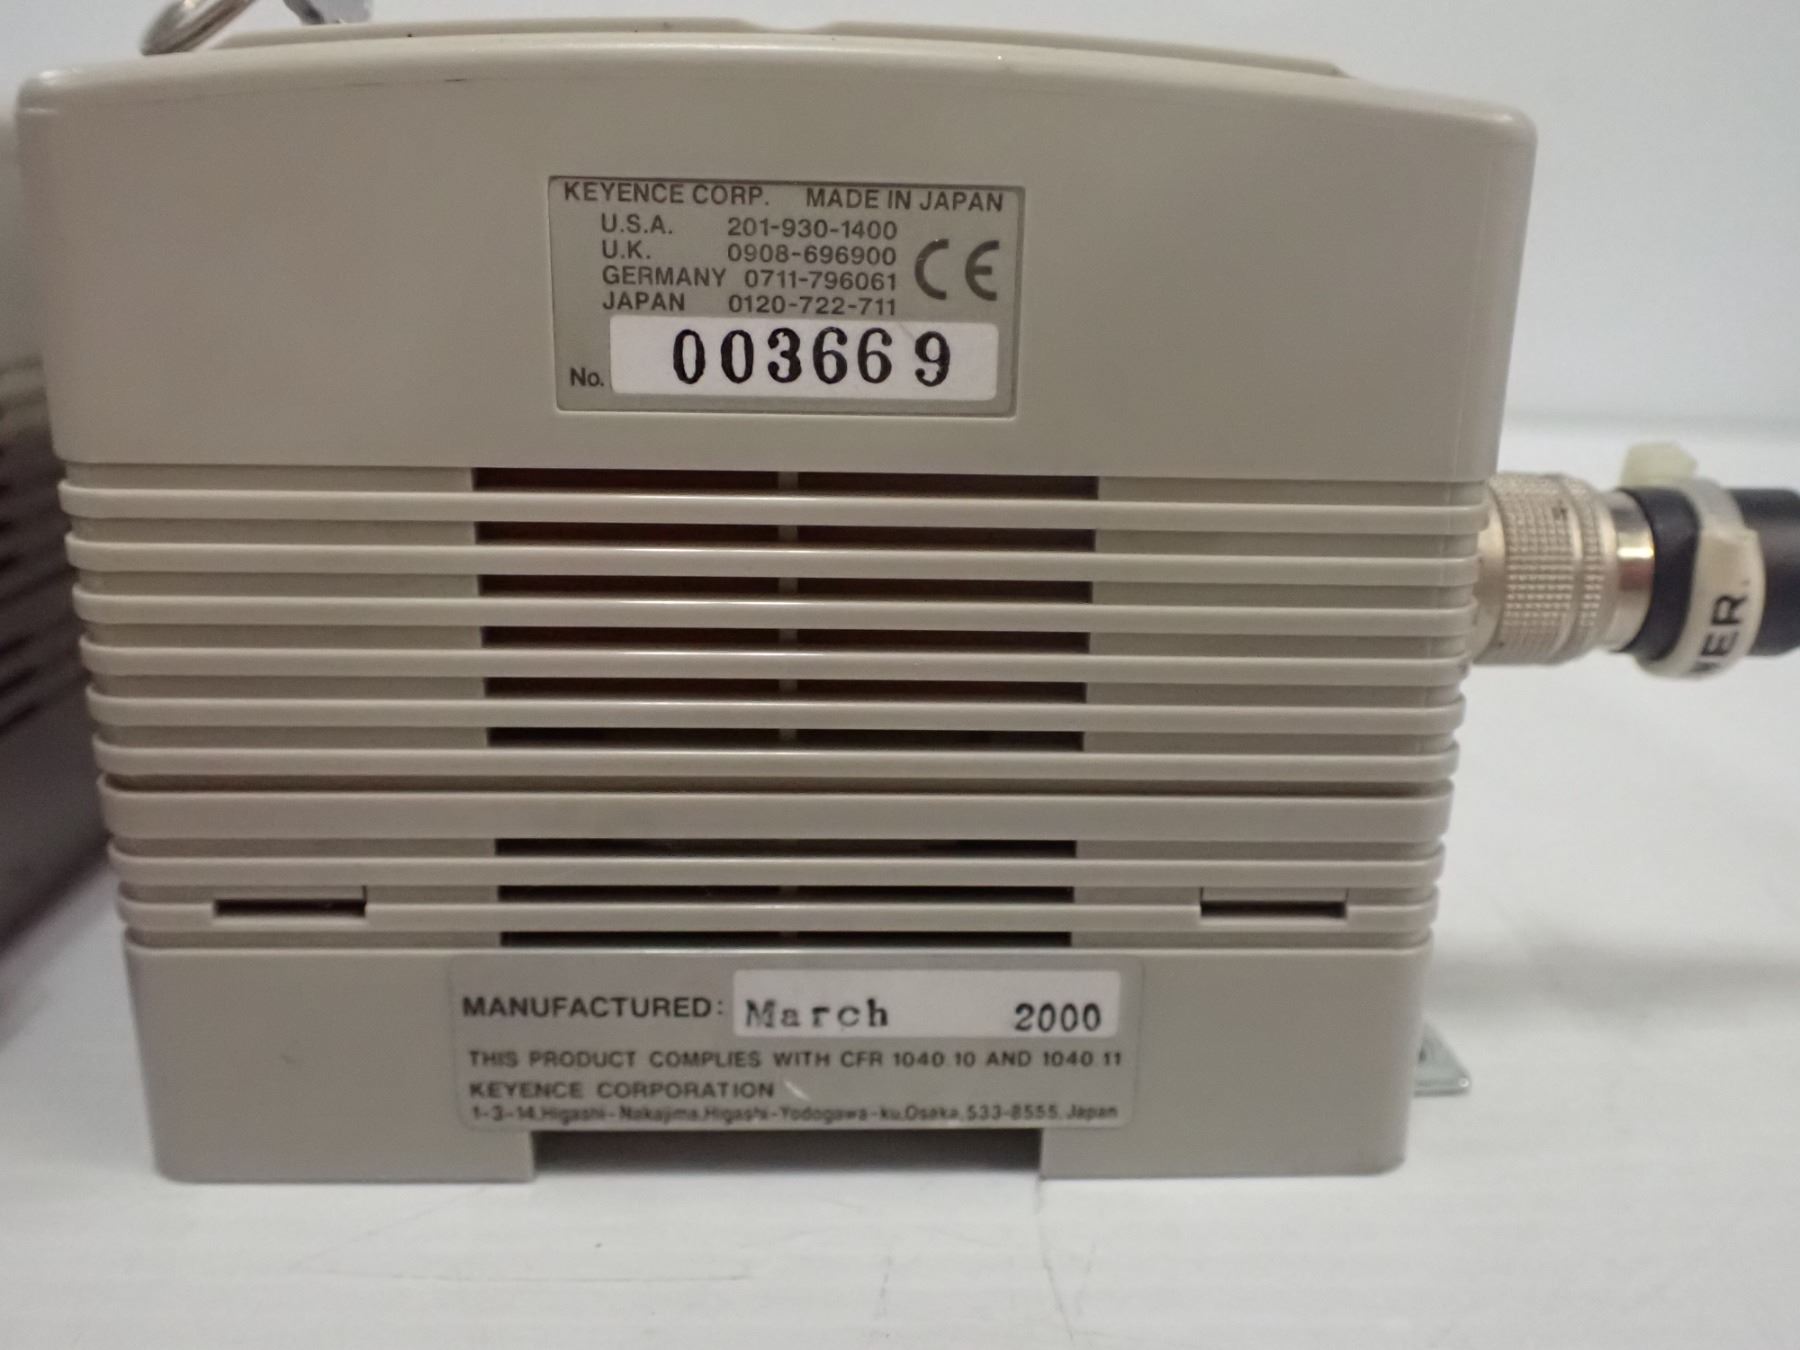 KEYENCE CORP. MADE IN JAPAN
U.S.A. 201-930-1400
U.K. 0908-696900
GERMANY 0711-796061
JAPAN 0120-722-711
CE
No. 003669
MANUFACTURED: March 2000
THIS PRODUCT COMPLIES WITH CFR 1040.10 AND 1040.11
KEYENCE CORPORATION
1-3-14, Higashi-Nakajima, Higashi-Yodogawa-ku, Osaka, 533-8555, Japan